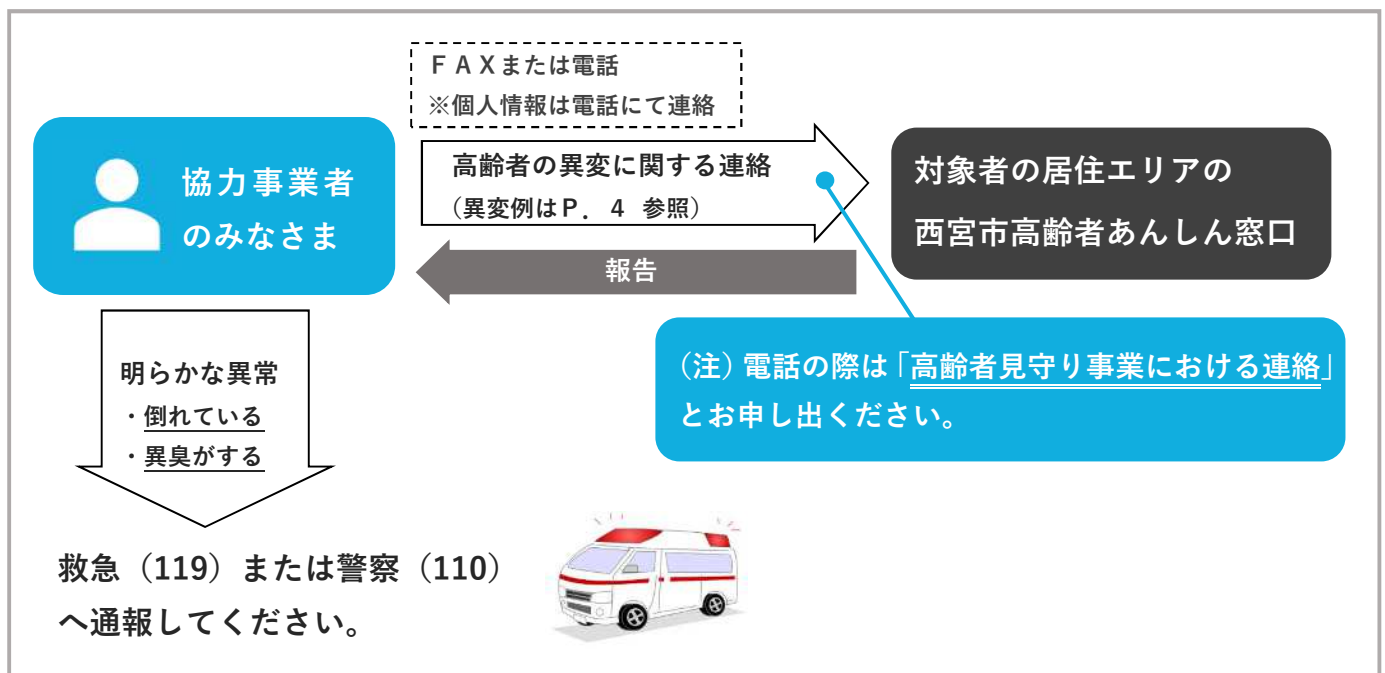 ＦＡＸまたは電話
※個人情報は電話にて連絡
協力事業者
のみなさま
高齢者の異変に関する連絡
（異変例はＰ．４ 参照）
対象者の居住エリアの
西宮市高齢者あんしん窓口
報告
（注）電話の際は「高齢者見守り事業における連絡」
とお申し出ください。
明らかな異常
・倒れている
・異臭がする
救急（119）または警察（110）
へ通報してください。